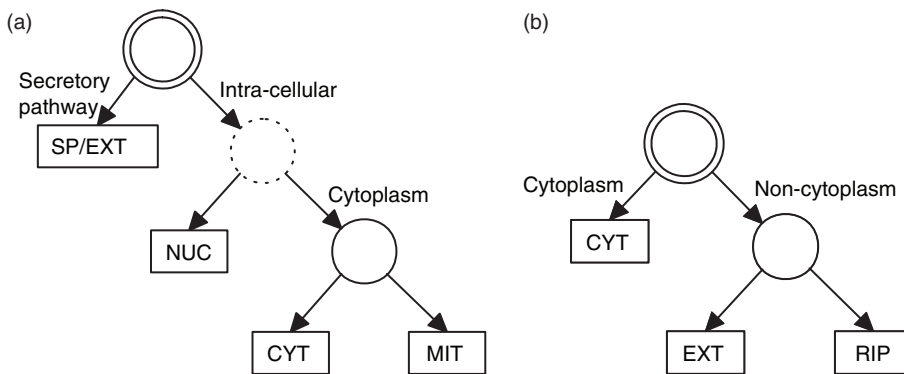 (a)
Secretory
pathway
Intra-cellular
SP/EXT
Cytoplasm
NUC
CYT
MIT
(b)
Cytoplasm
Non-cytoplasm
CYT
EXT
RIP